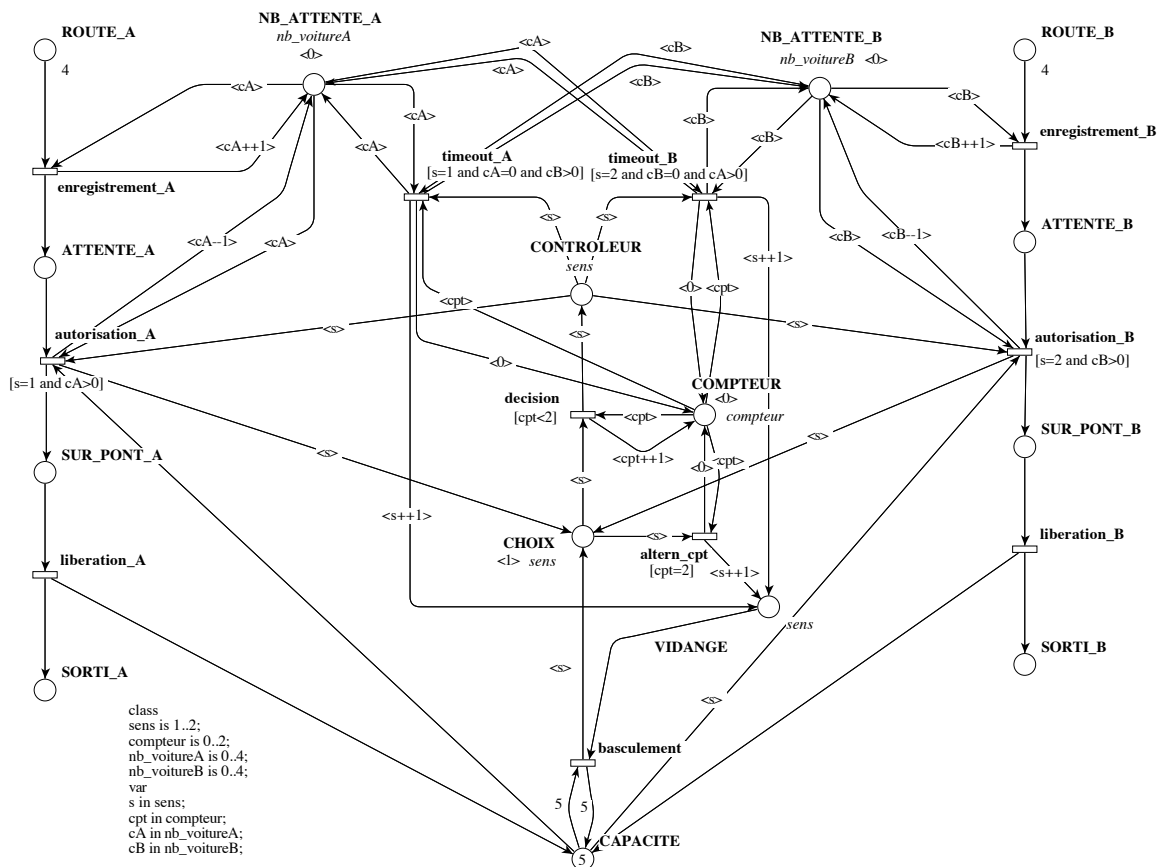 NB_ATTENTE_A
nb_voitureA
<0>
ROUTE_A
4
NB_ATTENTE_B
nb_voitureB <0>
ROUTE_B
4
<cA>
<cA>
<cB>
<cB>
<cA>
<cA>
<cB>
<cB>
<cB>
<cA++1>
<cA>
<cB++1>
enregistrement_B
timeout_A
[s=1 and cA=0 and cB>0]
timeout_B
[s=2 and cB=0 and cA>0]
enregistrement_A
<s>
<s>
ATTENTE_A
<cA--1>
<cA>
CONTROLEUR
sens
<s++1>
<cB>
<cB--1>
ATTENTE_B
<cpt>
<0>
<cpt>
<s>
<s>
<s>
autorisation_A
[s=1 and cA>0]
autorisation_B
[s=2 and cB>0]
<0>
decision
[cpt<2]
<cpt>
COMPTEUR
<0>
compteur
<cpt++1>
<0>
<cpt>
SUR_PONT_A
<s>
<s>
<s>
SUR_PONT_B
<s++1>
CHOIX
<1> sens
<s>
altern_cpt
[cpt=2]
<s++1>
liberation_A
liberation_B
sens
VIDANGE
SORTI_A
<s>
<s>
SORTI_B
class
sens is 1..2;
compteur is 0..2;
nb_voitureA is 0..4;
nb_voitureB is 0..4;
var
s in sens;
cpt in compteur;
cA in nb_voitureA;
cB in nb_voitureB;
basculement
5
5
CAPACITE
5